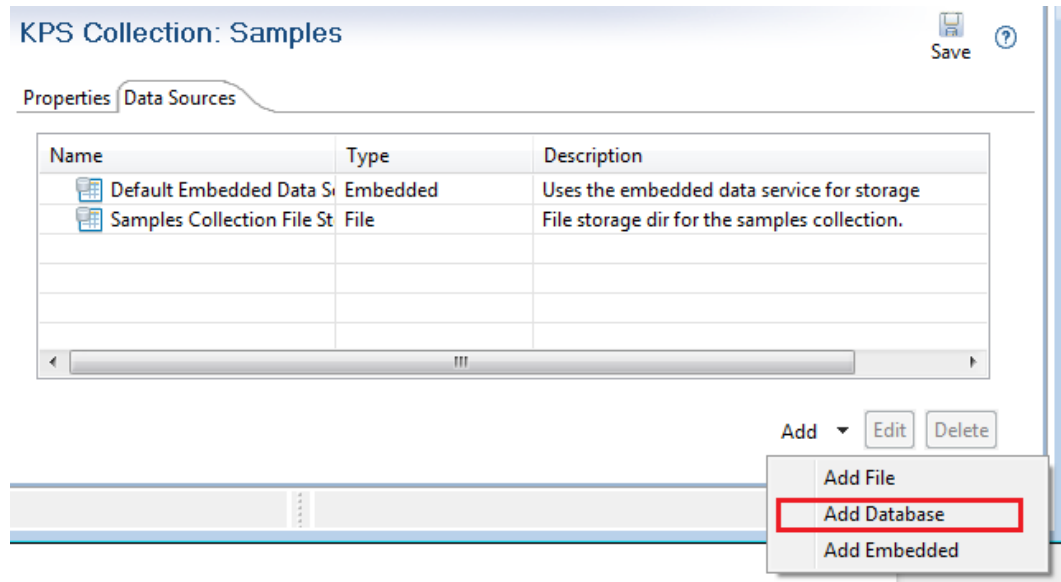 KPS Collection: Samples
Save
Properties Data Sources
Name Type Description
Default Embedded Data S Embedded Uses the embedded data service for storage
Samples Collection File St File File storage dir for the samples collection.
Add Edit Delete
Add File
Add Database
Add Embedded